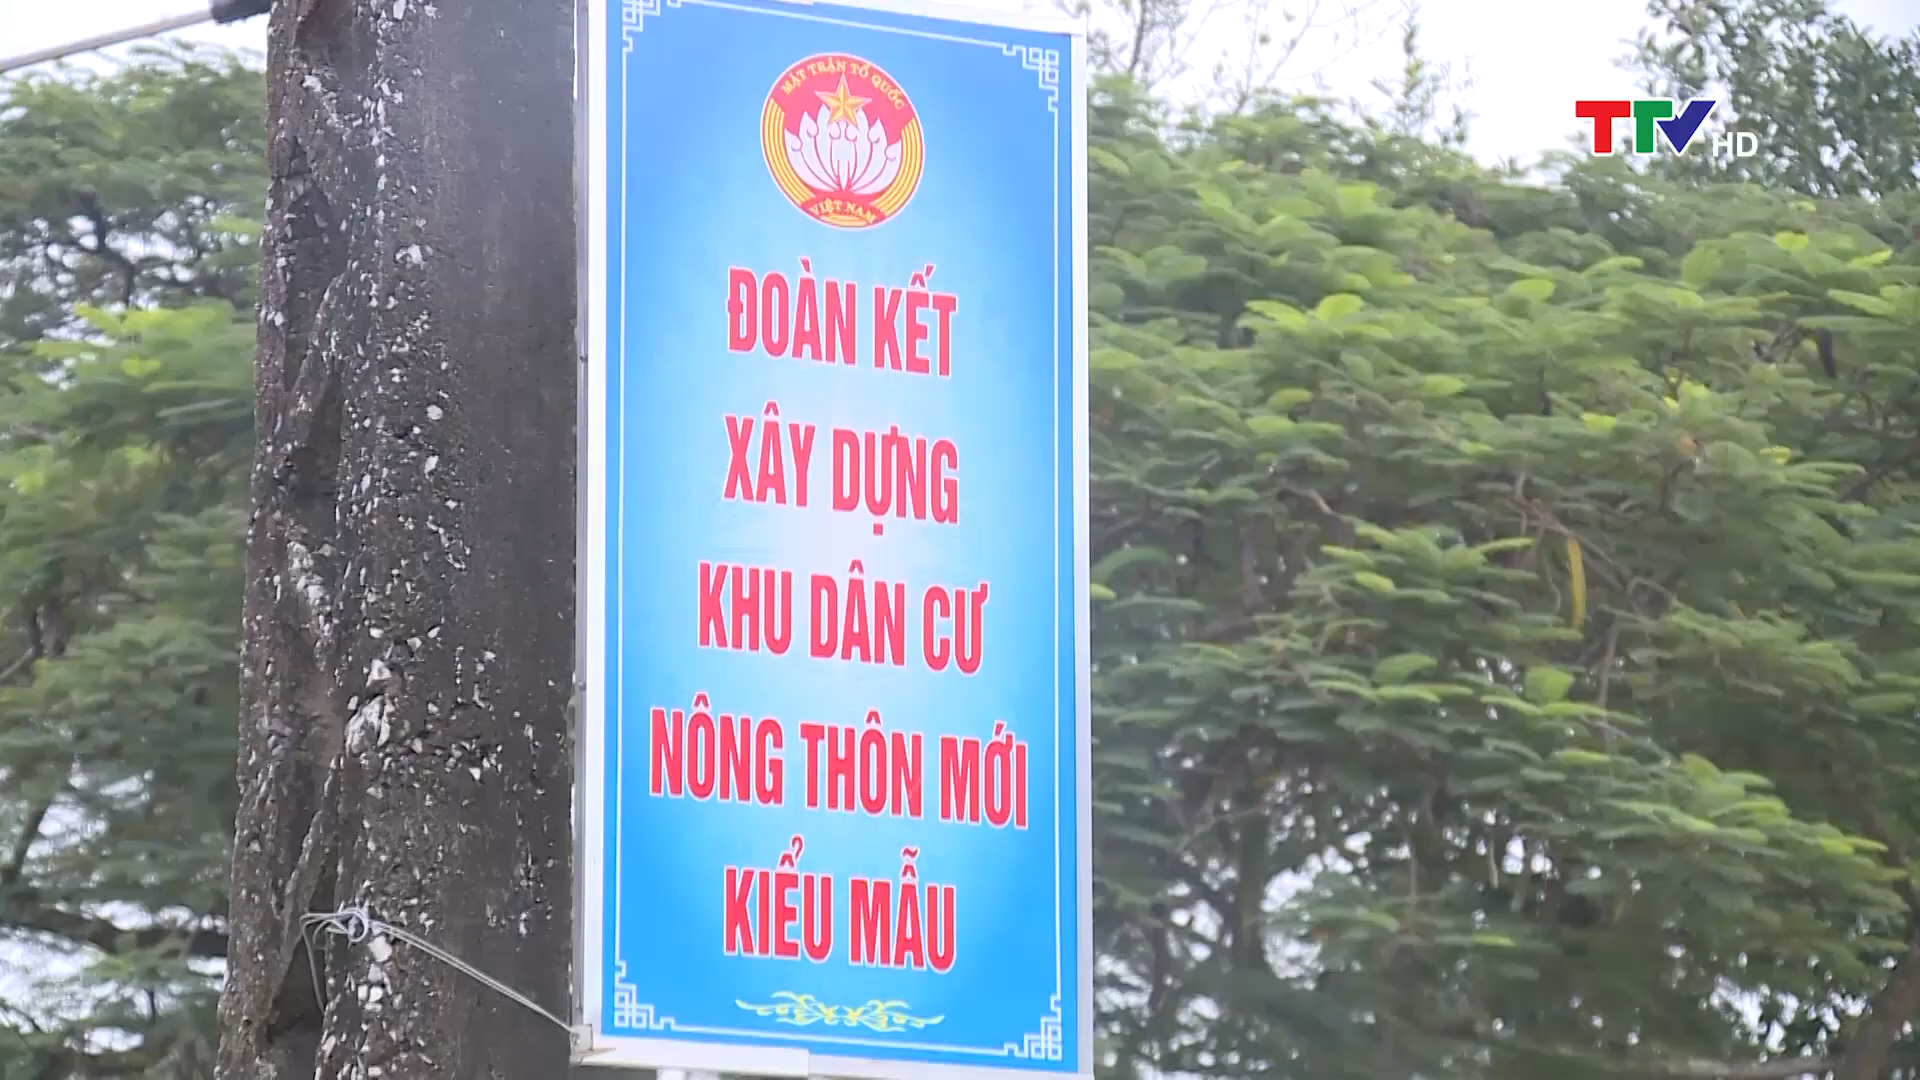 TTV HD
MẶT TRẬN TỔ QUỐC
VIỆT NAM
ĐOÀN KẾT
XÂY DỰNG
KHU DÂN CƯ
NÔNG THÔN MỚI
KIỂU MẪU